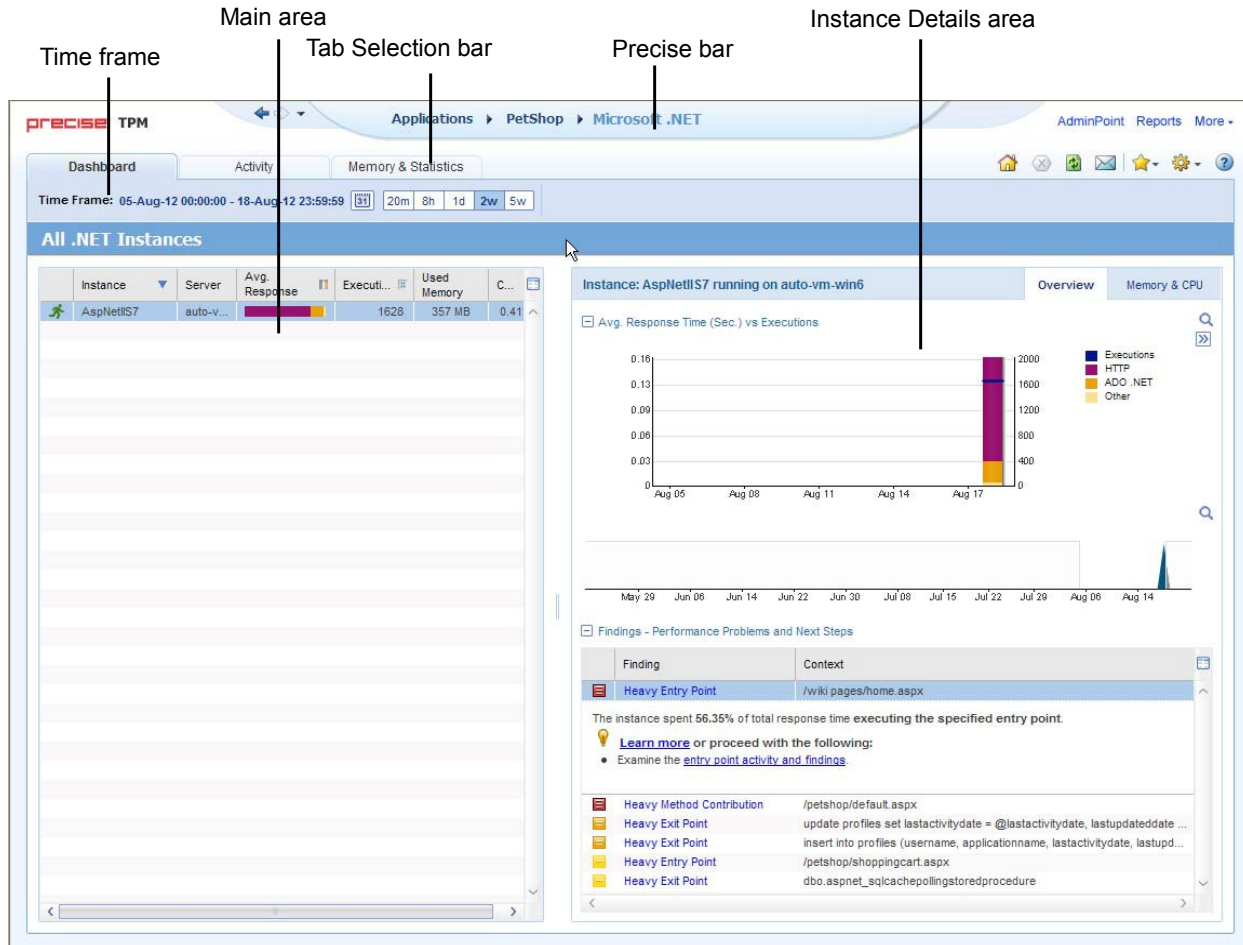 Main area
Instance Details area
Time frame
Tab Selection bar
Precise bar
precise TPM
Applications PetShop Microsoft .NET
AdminPoint Reports More
Dashboard Activity Memory & Statistics
Time Frame: 05-Aug-12 00:00:00 - 18-Aug-12 23:59:59 31 20m 8h 1d 2w 5w
All .NET Instances
Instance Server Avg. Response Executi... Used Memory C...
AspNetIIS7 auto-v... 1628 357 MB 0.41
Instance: AspNetIIS7 running on auto-vm-win6 Overview Memory & CPU
Avg. Response Time (Sec.) vs Executions
0.16 2000
0.13 1600
0.09 1200
0.06 800
0.03 400
0 0
Aug 05 Aug 08 Aug 11 Aug 14 Aug 17
Executions
HTTP
ADO .NET
Other
May 29 Jun 06 Jun 14 Jun 22 Jun 30 Jul 08 Jul 15 Jul 22 Jul 29 Aug 06 Aug 14
Findings - Performance Problems and Next Steps
Finding Context
Heavy Entry Point /wiki pages/home.aspx
The instance spent 56.35% of total response time executing the specified entry point.
Learn more or proceed with the following:
• Examine the entry point activity and findings.
Heavy Method Contribution /petshop/default.aspx
Heavy Exit Point update profiles set lastactivitydate = @lastactivitydate, lastupdateddate ...
Heavy Exit Point insert into profiles (username, applicationname, lastactivitydate, lastupd...
Heavy Entry Point /petshop/shoppingcart.aspx
Heavy Exit Point dbo.aspnet_sqlcachepollingstoredprocedure